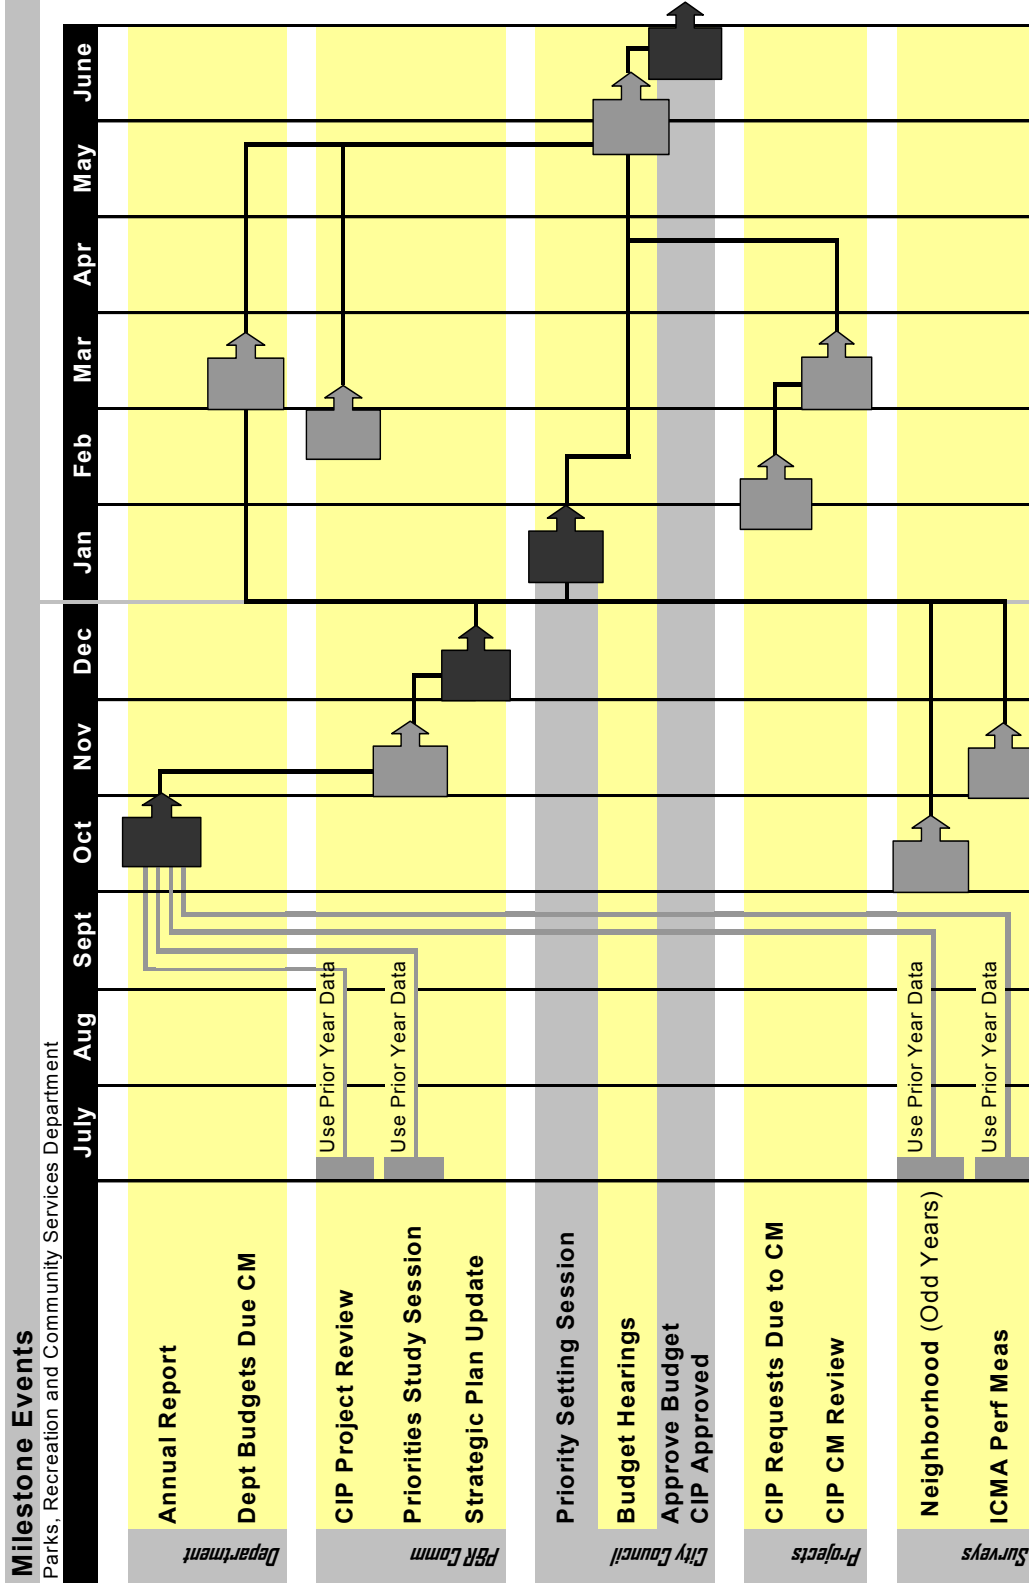 Milestone Events
Parks, Recreation and Community Services Department
July Aug Sept Oct Nov Dec Jan Feb Mar Apr May June
Department
Annual Report
Dept Budgets Due CM
P&R Comm
CIP Project Review
Use Prior Year Data
Priorities Study Session
Use Prior Year Data
Strategic Plan Update
City Council
Priority Setting Session
Budget Hearings
Approve Budget
CIP Approved
Projects
CIP Requests Due to CM
CIP CM Review
Surveys
Neighborhood (Odd Years)
Use Prior Year Data
ICMA Perf Meas
Use Prior Year Data